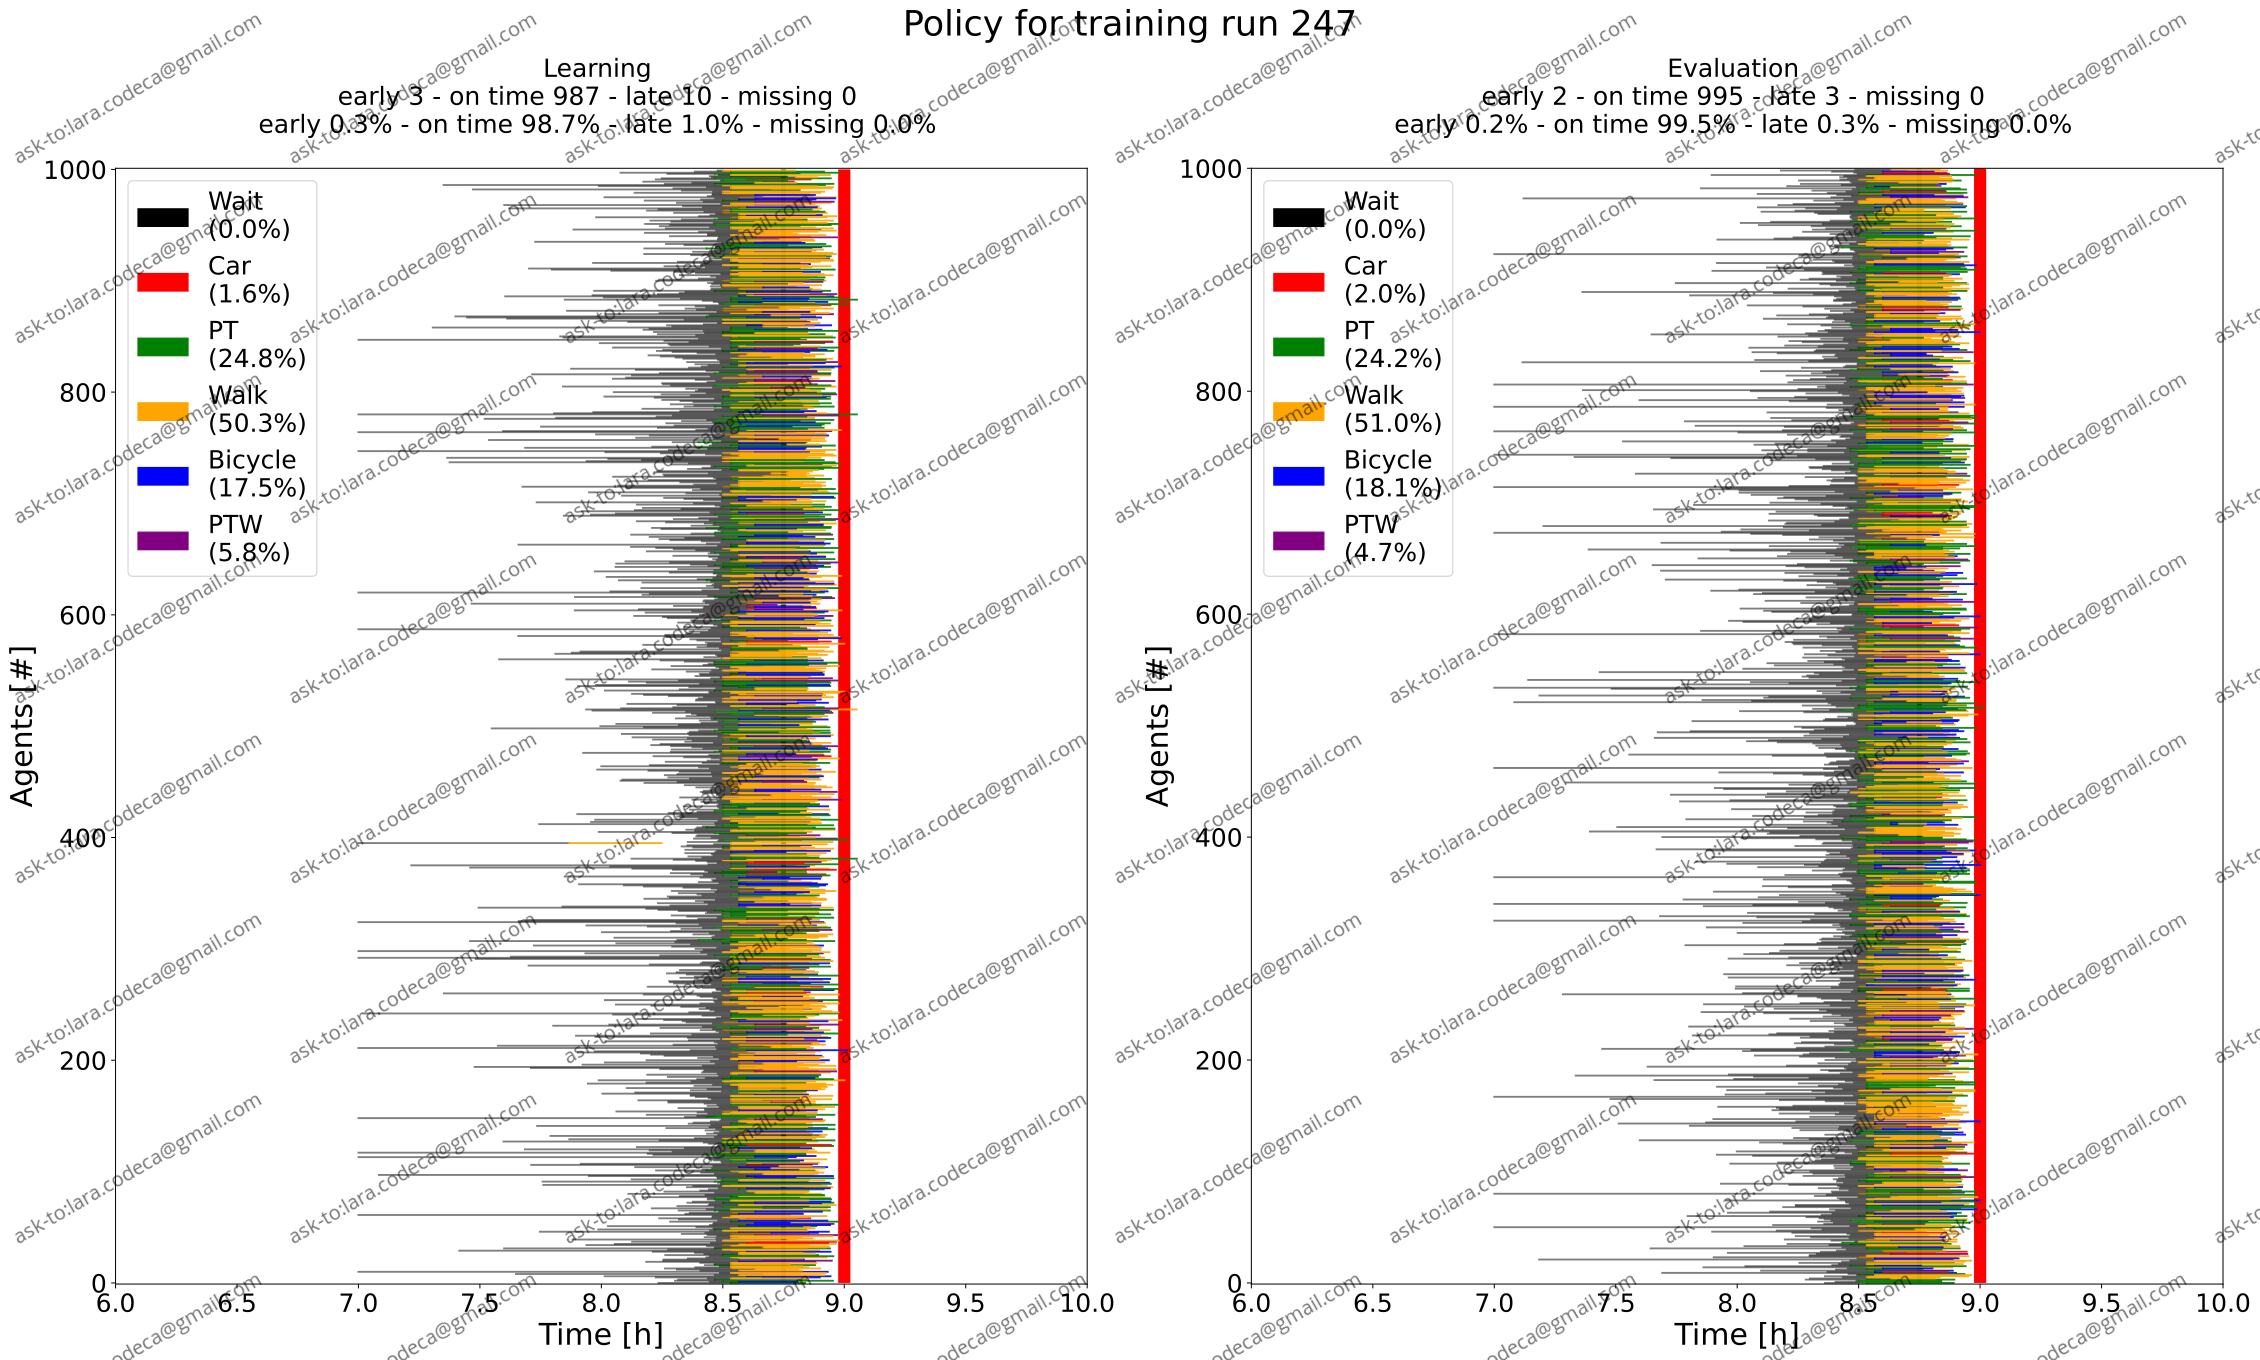 Policy for training run 247
Learning
early 3 - on time 987 - late 10 - missing 0
early 0.3% - on time 98.7% - late 1.0% - missing 0.0%
Agents [#]
1000
800
600
400
200
0
Wait
(0.0%)
Car
(1.6%)
PT
(24.8%)
Walk
(50.3%)
Bicycle
(17.5%)
PTW
(5.8%)
6.0 6.5 7.0 7.5 8.0 8.5 9.0 9.5 10.0
Time [h]
Evaluation
early 2 - on time 995 - late 3 - missing 0
early 0.2% - on time 99.5% - late 0.3% - missing 0.0%
Agents [#]
1000
800
600
400
200
0
Wait
(0.0%)
Car
(2.0%)
PT
(24.2%)
Walk
(51.0%)
Bicycle
(18.1%)
PTW
(4.7%)
6.0 6.5 7.0 7.5 8.0 8.5 9.0 9.5 10.0
Time [h]
ask-to:lara.codeca@gmail.com